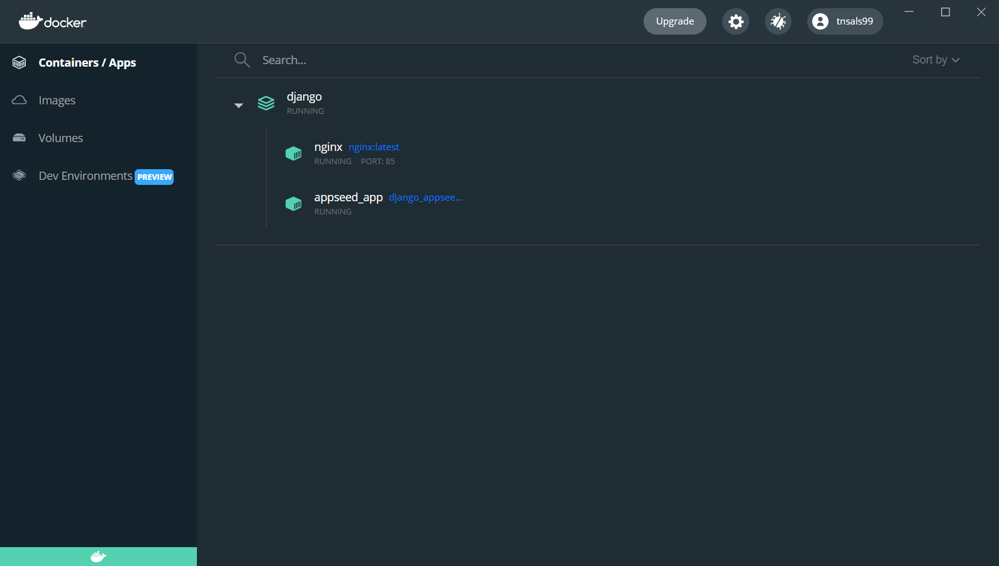 docker
Upgrade
tnsals99
Containers / Apps
Images
Volumes
Dev Environments PREVIEW
Search...
Sort by
django
RUNNING
nginx nginx:latest
RUNNING PORT: 85
appseed_app django_appsee...
RUNNING